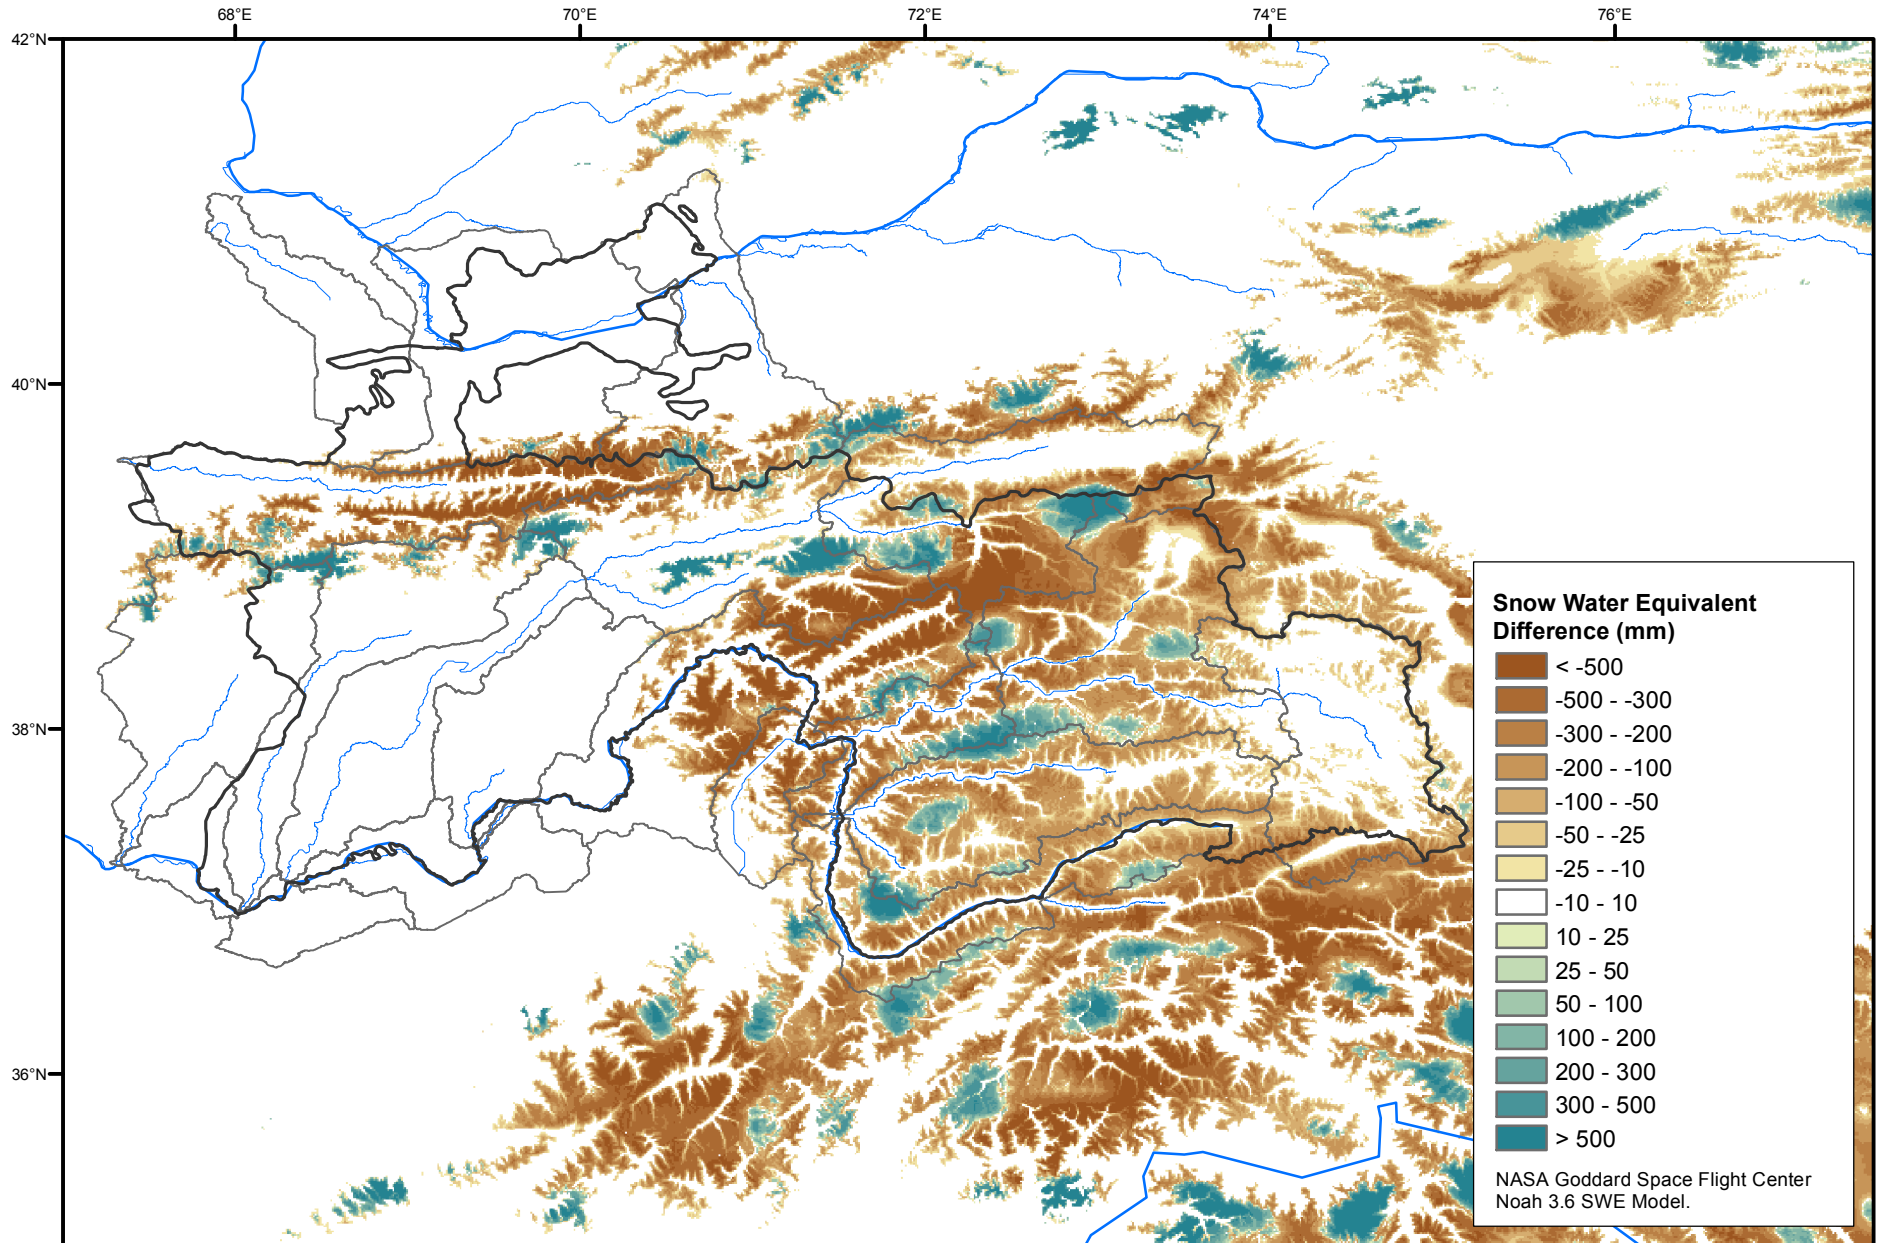 68°E 70°E 72°E 74°E 76°E
42°N
40°N
38°N
36°N
Snow Water Equivalent
Difference (mm)
< -500
-500 - -300
-300 - -200
-200 - -100
-100 - -50
-50 - -25
-25 - -10
-10 - 10
10 - 25
25 - 50
50 - 100
100 - 200
200 - 300
300 - 500
> 500
NASA Goddard Space Flight Center
Noah 3.6 SWE Model.